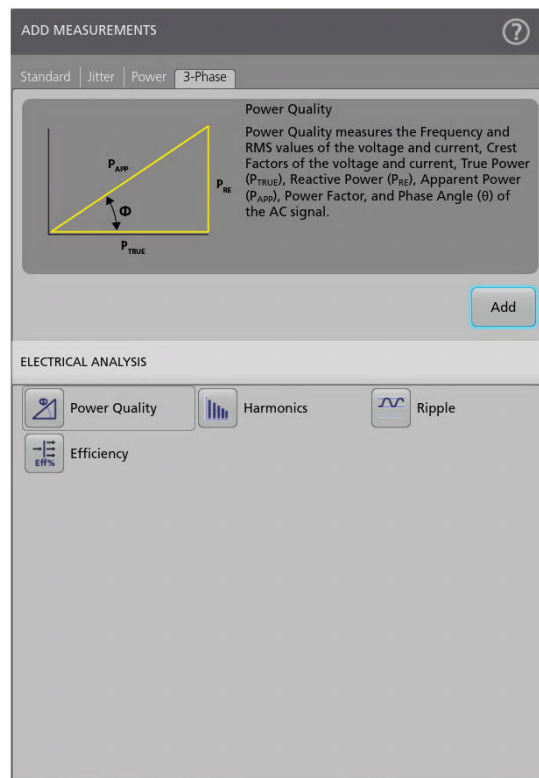 ADD MEASUREMENTS
?
Standard Jitter Power 3-Phase
Power Quality
Power Quality measures the Frequency and
RMS values of the voltage and current, Crest
Factors of the voltage and current, True Power
(PTRUE), Reactive Power (PRE), Apparent Power
(PAPP), Power Factor, and Phase Angle (θ) of
the AC signal.
PAPP
PRE
Φ
PTRUE
Add
ELECTRICAL ANALYSIS
Φ
Power Quality
Harmonics
Ripple
Eff%
Efficiency